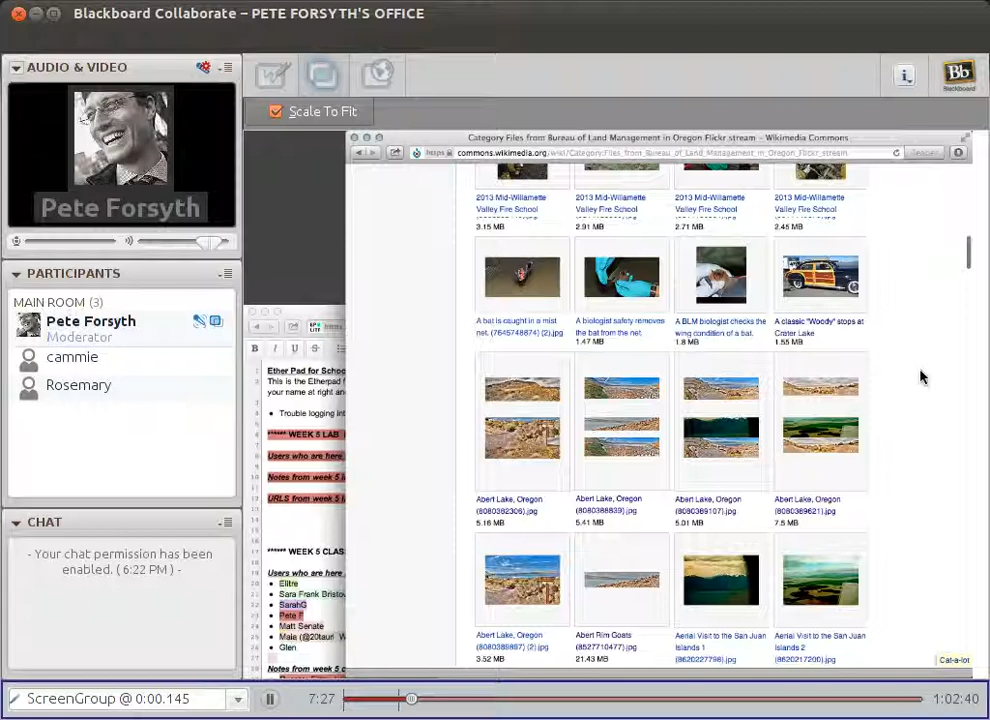 Blackboard Collaborate – PETE FORSYTH'S OFFICE
AUDIO & VIDEO
Pete Forsyth
PARTICIPANTS
MAIN ROOM (3)
Pete Forsyth
Moderator
cammie
Rosemary
CHAT
- Your chat permission has been
enabled. ( 6:22 PM ) -
Scale To Fit
i
Bb
Blackboard
Category Files from Bureau of Land Management in Oregon Flickr stream – Wikimedia Commons
https
commons.wikimedia.org/wiki/Category:Files_from_Bureau_of_Land_Management_in_Oregon_Flickr_stream
Reader
2013 Mid-Willamette
Valley Fire School
3.15 MB
2013 Mid-Willamette
Valley Fire School
2.91 MB
2013 Mid-Willamette
Valley Fire School
2.71 MB
2013 Mid-Willamette
Valley Fire School
2.45 MB
A bat is caught in a mist
net. (7645748874) (2).jpg
A biologist safety removes
the bat from the net.
1.47 MB
A BLM biologist checks the
wing condition of a bat.
1.8 MB
A classic "Woody" stops at
Crater Lake
1.55 MB
Abert Lake, Oregon
(8080382306).jpg
5.16 MB
Abert Lake, Oregon
(8080388839).jpg
5.41 MB
Abert Lake, Oregon
(8080389107).jpg
5.01 MB
Abert Lake, Oregon
(8080389621).jpg
7.5 MB
Abert Lake, Oregon
(8080389897) (2).jpg
3.52 MB
Abert Rim Goats
(8527710477).jpg
21.43 MB
Aerial Visit to the San Juan
Islands 1
(8620227798).jpg
Aerial Visit to the San Juan
Islands 2
(8620217200).jpg
Cat-a-lot
B I U S
Ether Pad for Schoo
This is the Etherpad f
your name at right an
Trouble logging int
****** WEEK 5 LAB
Users who are here
Notes from week 5 l
URLS from week 5 l
****** WEEK 5 CLAS
Users who are here
Elitre
Sara Frank Bristow
SarahG
Pete F
Matt Senate
Maia (@20tauri W
Glen
Notes from week 5
ScreenGroup @ 0:00.145
7:27
1:02:40